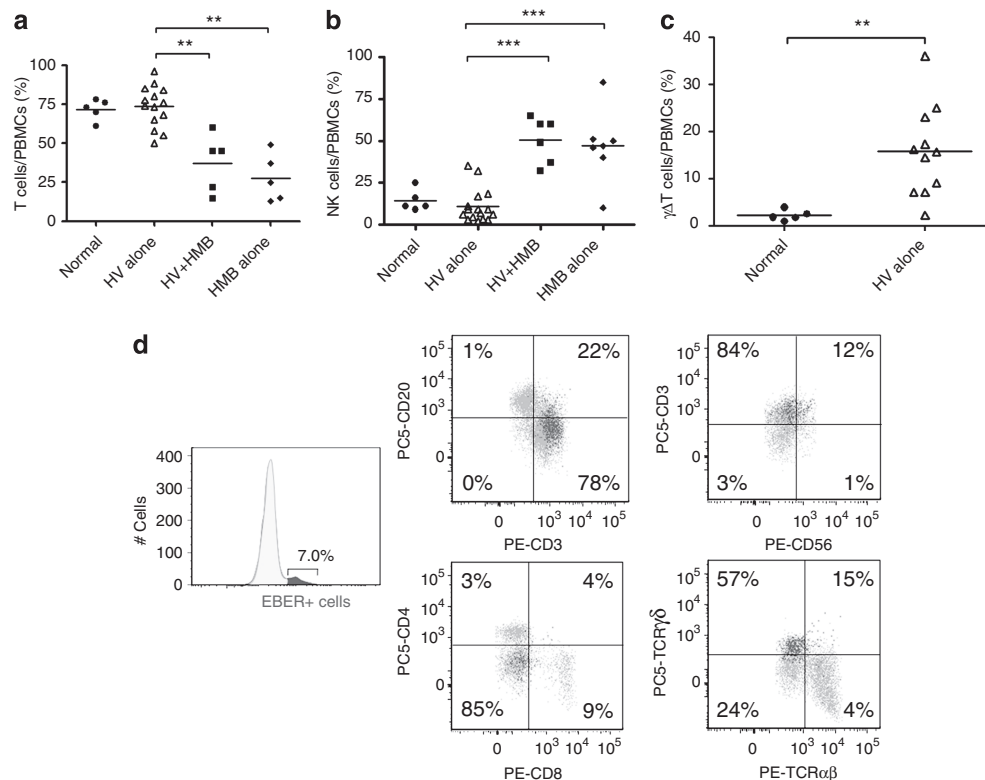 a
**
**
T cells/PBMCs (%)
100
75
50
25
0
Normal
HV alone
HV+HMB
HMB alone
b
***
***
NK cells/PBMCs (%)
100
75
50
25
0
Normal
HV alone
HV+HMB
HMB alone
c
**
γΔT cells/PBMCs (%)
40
30
20
10
0
Normal
HV alone
d
# Cells
400
300
200
100
0
7.0%
EBER+ cells
PC5-CD20
10⁵
10⁴
10³
0
1% 22%
0% 78%
0 10³ 10⁴ 10⁵
PE-CD3
PC5-CD3
10⁵
10⁴
10³
0
84% 12%
3% 1%
0 10³ 10⁴ 10⁵
PE-CD56
PC5-CD4
10⁵
10⁴
10³
0
3% 4%
85% 9%
0 10³ 10⁴ 10⁵
PE-CD8
PC5-TCRγδ
10⁵
10⁴
10³
0
57% 15%
24% 4%
0 10³ 10⁴ 10⁵
PE-TCRαβ